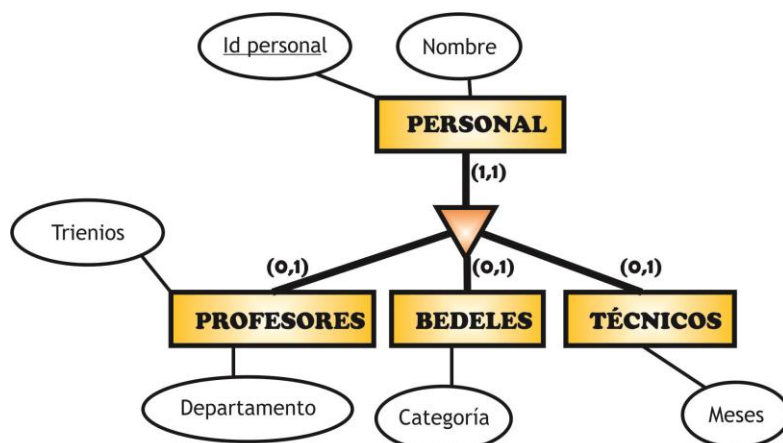 Id personal
Nombre
PERSONAL
(1,1)
Trienios
(0,1)
(0,1)
(0,1)
PROFESORES
BEDELES
TÉCNICOS
Departamento
Categoría
Meses